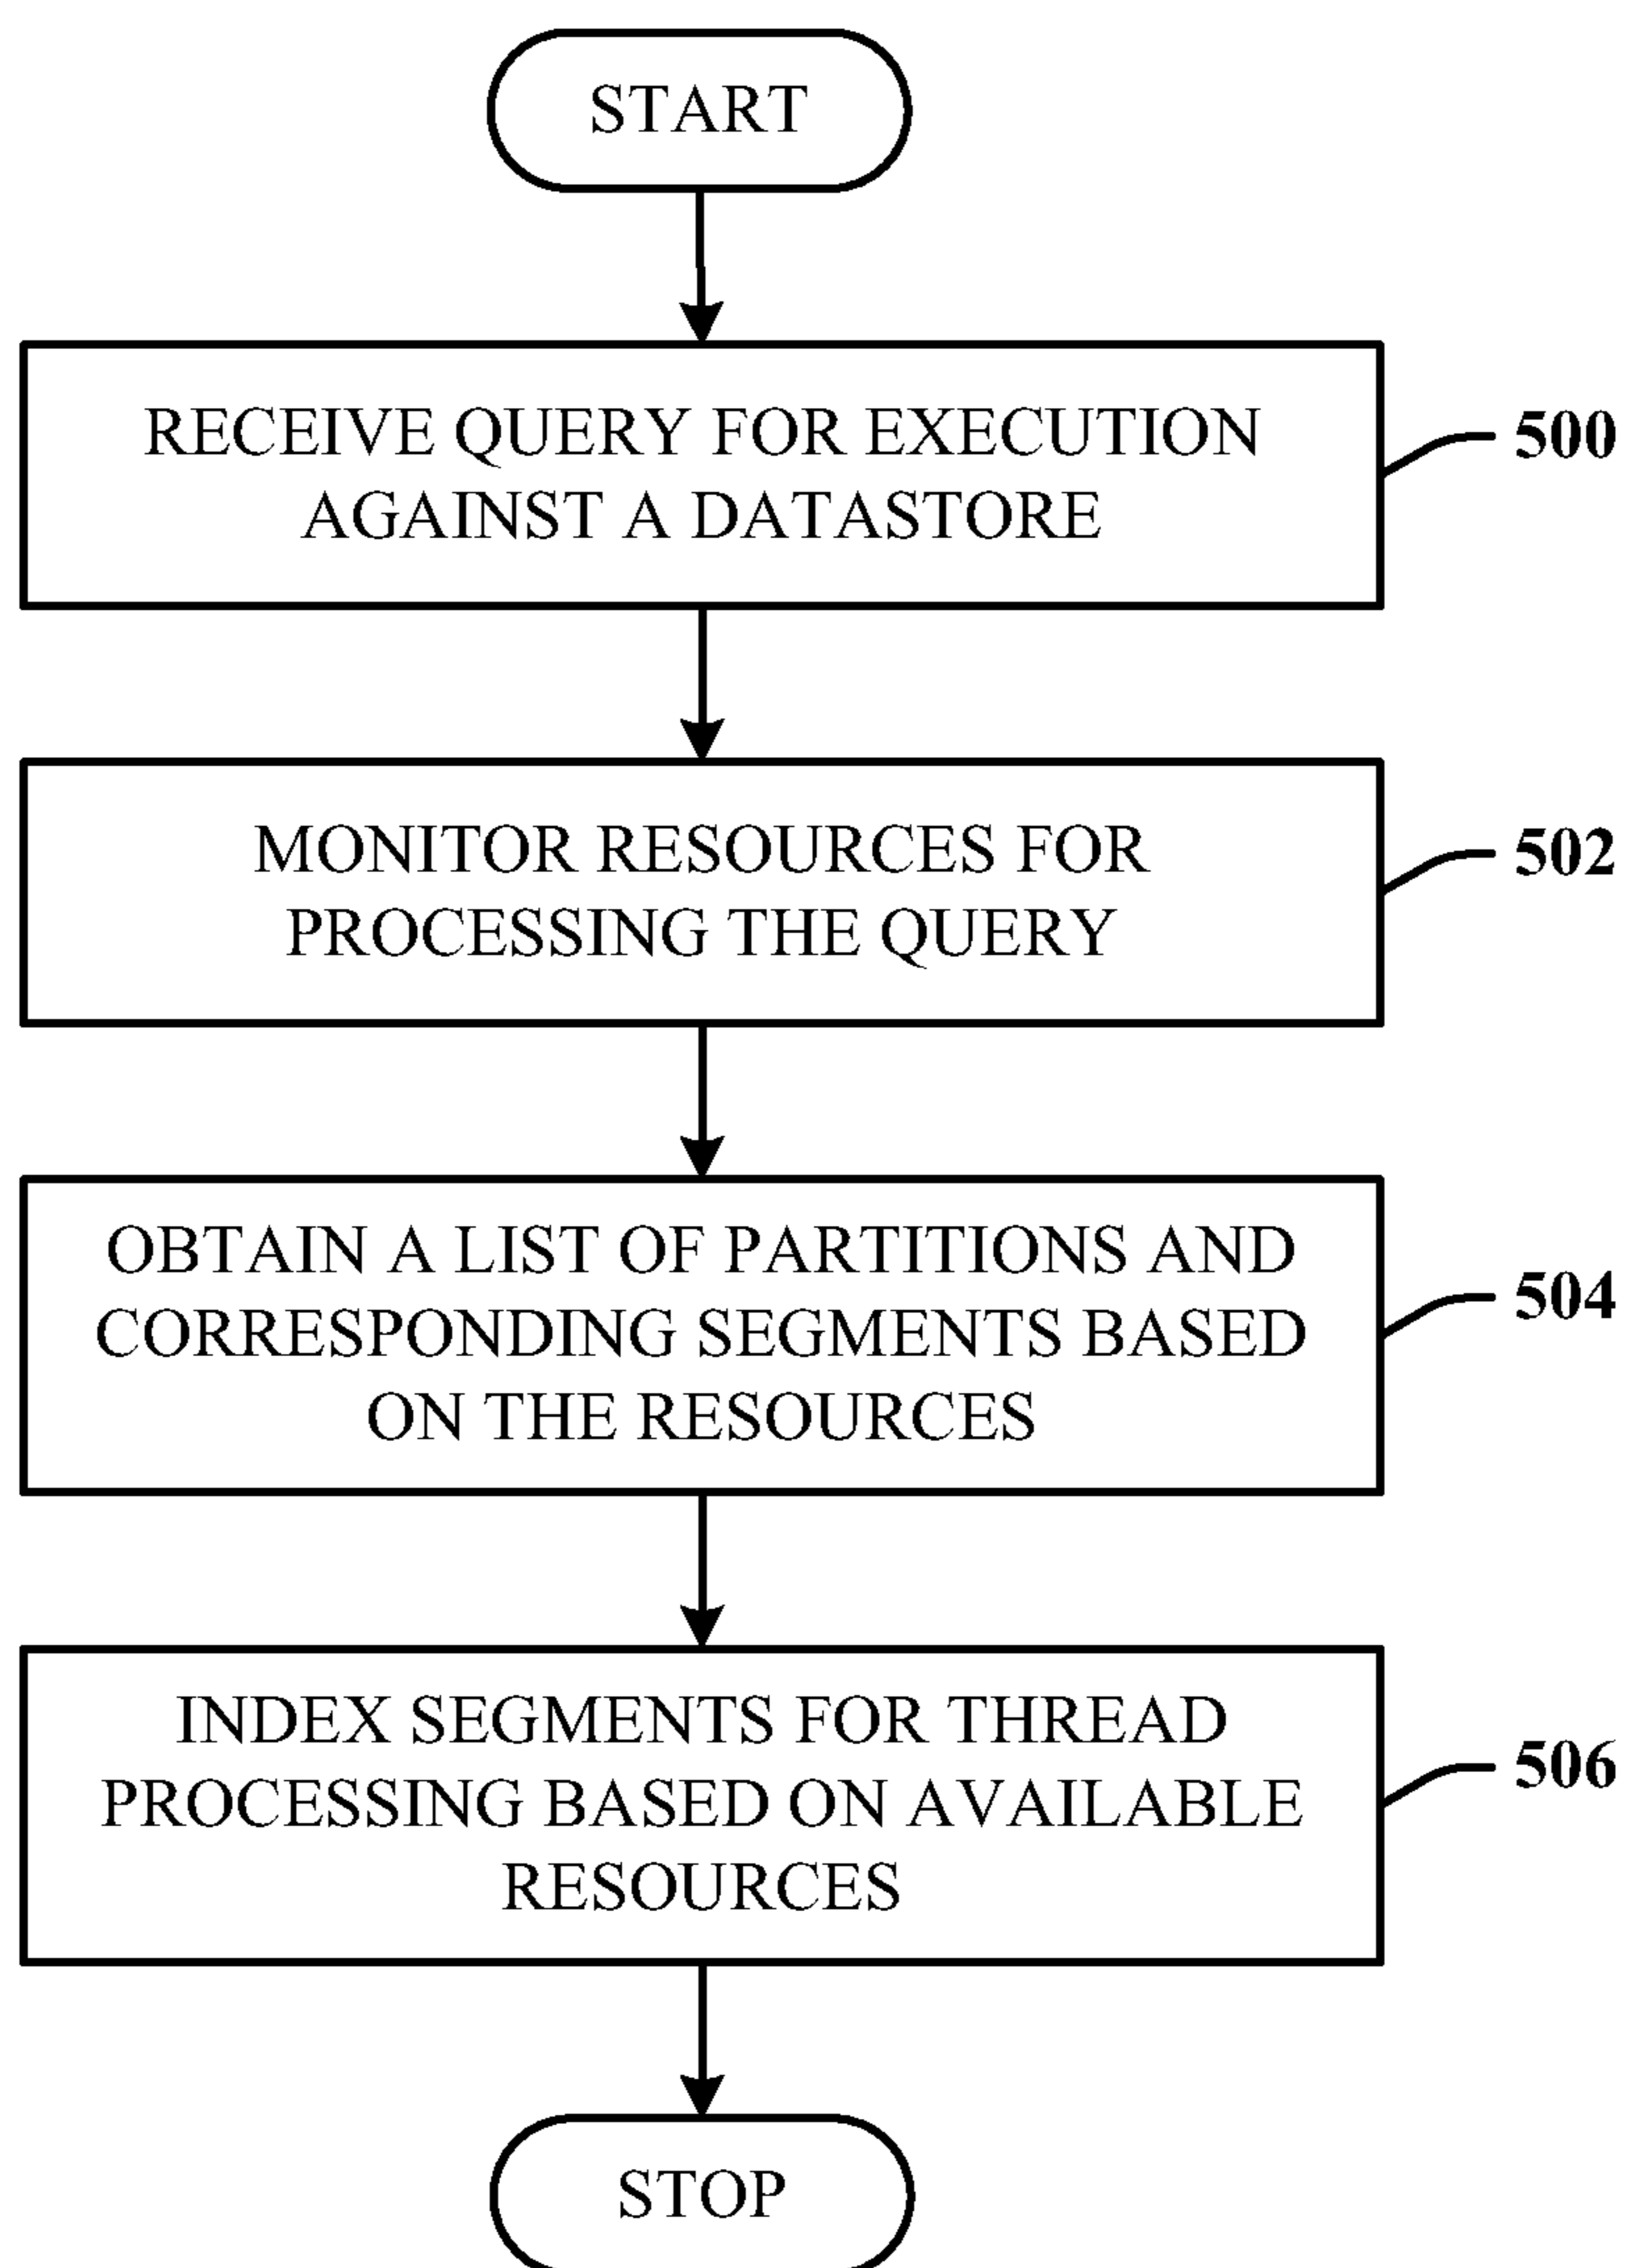 START
RECEIVE QUERY FOR EXECUTION
AGAINST A DATASTORE
500
MONITOR RESOURCES FOR
PROCESSING THE QUERY
502
OBTAIN A LIST OF PARTITIONS AND
CORRESPONDING SEGMENTS BASED
ON THE RESOURCES
504
INDEX SEGMENTS FOR THREAD
PROCESSING BASED ON AVAILABLE
RESOURCES
506
STOP